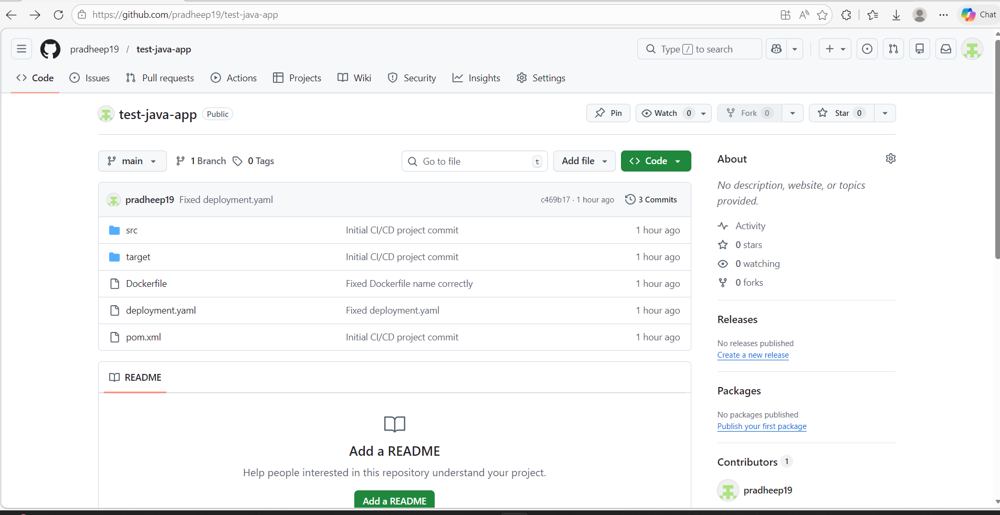 https://github.com/pradheep19/test-java-app
Chat
pradheep19 / test-java-app
Type / to search
Code
Issues
Pull requests
Actions
Projects
Wiki
Security
Insights
Settings
test-java-app Public
Pin
Watch 0
Fork 0
Star 0
main
1 Branch
0 Tags
Go to file t
Add file
Code
pradheep19 Fixed deployment.yaml c469b17 · 1 hour ago 3 Commits
src Initial CI/CD project commit 1 hour ago
target Initial CI/CD project commit 1 hour ago
Dockerfile Fixed Dockerfile name correctly 1 hour ago
deployment.yaml Fixed deployment.yaml 1 hour ago
pom.xml Initial CI/CD project commit 1 hour ago
README
Add a README
Help people interested in this repository understand your project.
Add a README
About
No description, website, or topics
provided.
Activity
0 stars
0 watching
0 forks
Releases
No releases published
Create a new release
Packages
No packages published
Publish your first package
Contributors 1
pradheep19